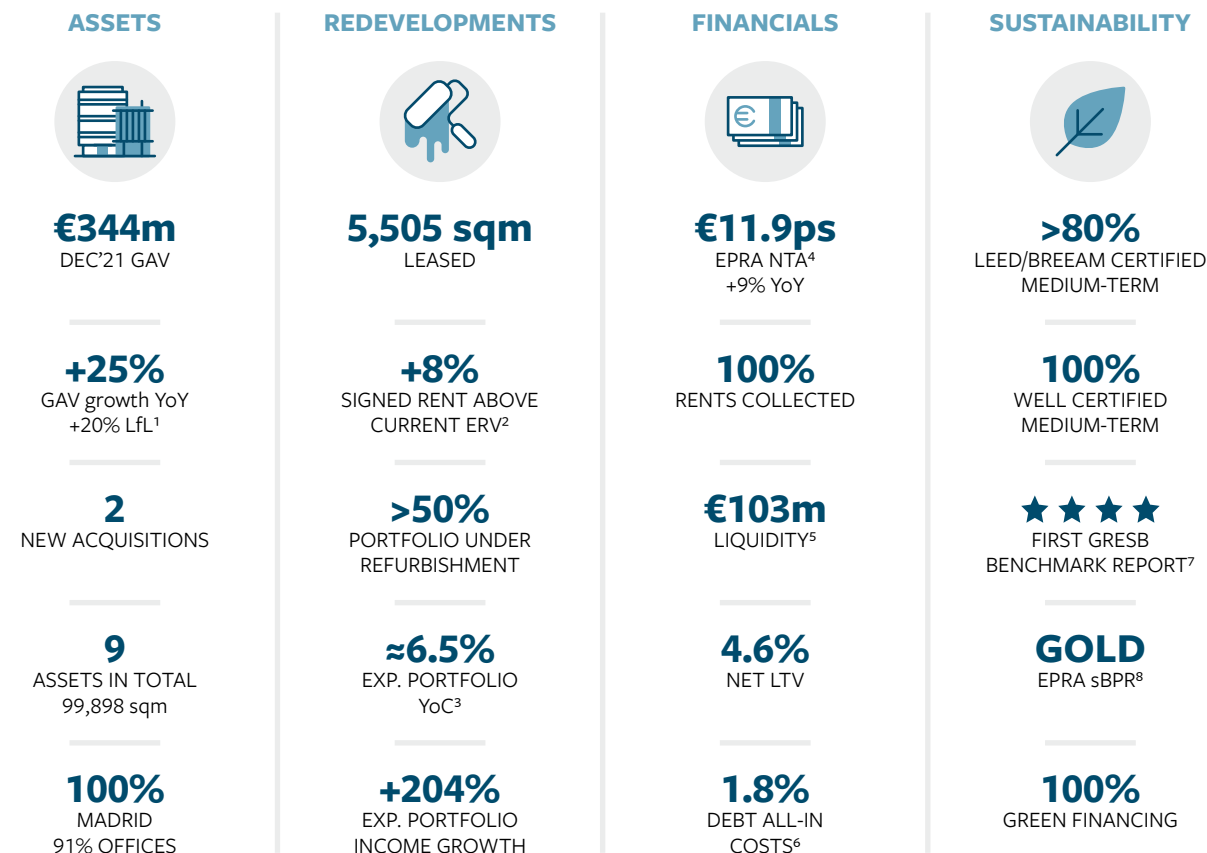 ASSETS
€344m
DEC’21 GAV
+25%
GAV growth YoY
+20% LfL¹
2
NEW ACQUISITIONS
9
ASSETS IN TOTAL
99,898 sqm
100%
MADRID
91% OFFICES
REDEVELOPMENTS
5,505 sqm
LEASED
+8%
SIGNED RENT ABOVE
CURRENT ERV²
>50%
PORTFOLIO UNDER
REFURBISHMENT
≈6.5%
EXP. PORTFOLIO
YoC³
+204%
EXP. PORTFOLIO
INCOME GROWTH
FINANCIALS
€
€11.9ps
EPRA NTA⁴
+9% YoY
100%
RENTS COLLECTED
€103m
LIQUIDITY⁵
4.6%
NET LTV
1.8%
DEBT ALL-IN
COSTS⁶
SUSTAINABILITY
>80%
LEED/BREEAM CERTIFIED
MEDIUM-TERM
100%
WELL CERTIFIED
MEDIUM-TERM
★ ★ ★ ★
FIRST GRESB
BENCHMARK REPORT⁷
GOLD
EPRA sBPR⁸
100%
GREEN FINANCING